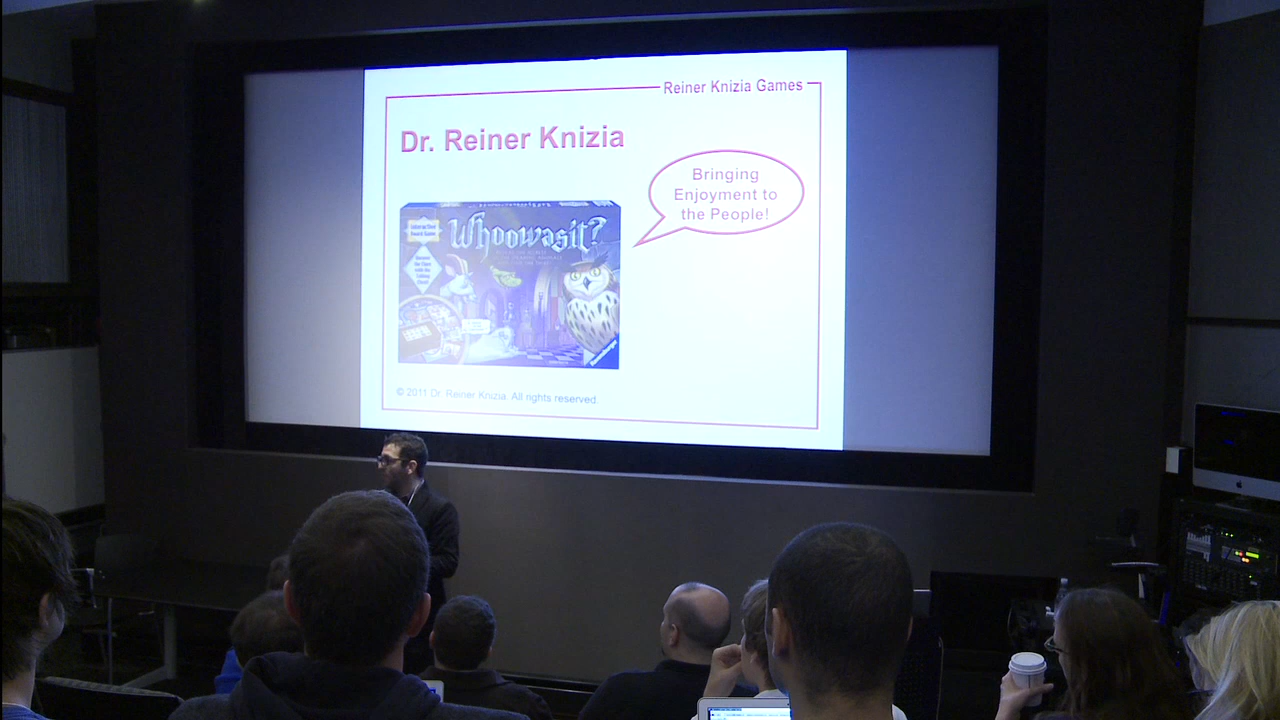 Reiner Knizia Games
Dr. Reiner Knizia
Bringing
Enjoyment to
the People!
Whoowasit?
Ravensburger
© 2011 Dr. Reiner Knizia. All rights reserved.